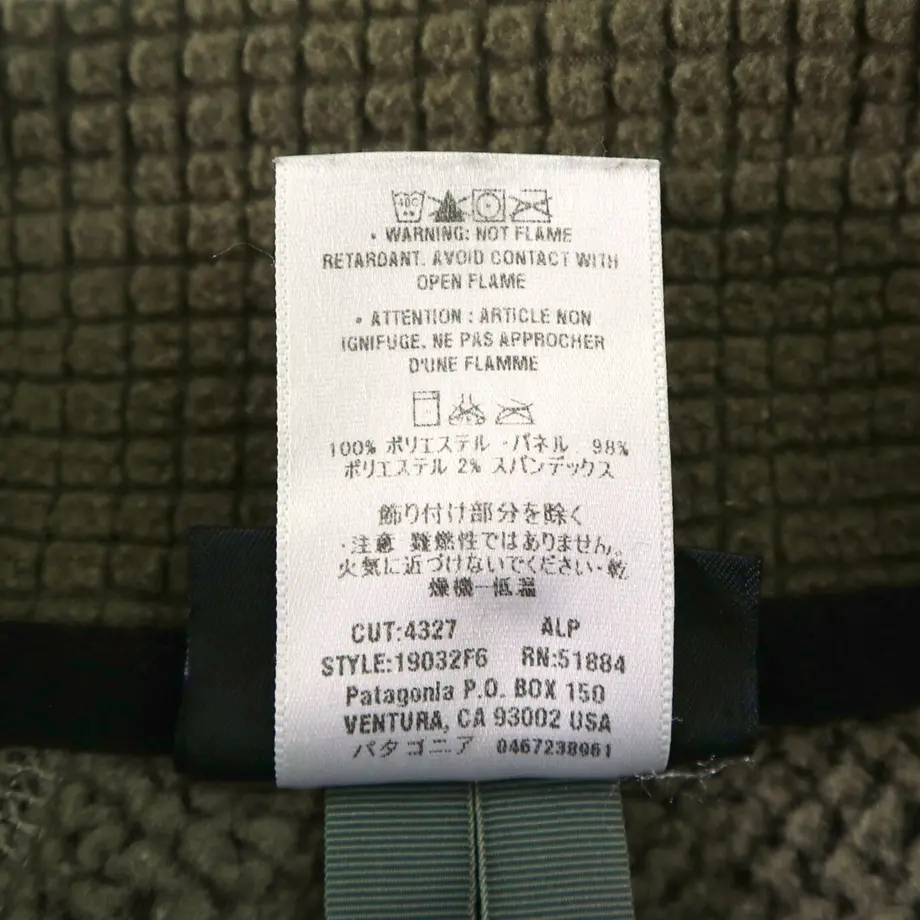 40C
• WARNING: NOT FLAME
RETARDANT. AVOID CONTACT WITH
OPEN FLAME
• ATTENTION : ARTICLE NON
IGNIFUGE. NE PAS APPROCHER
D'UNE FLAMME
100% ポリエステル ・パネル 98%
ポリエステル 2% スパンデックス
飾り付け部分を除く
・注意 難燃性ではありません。
火気に近づけないでください・乾
燥機一低温
CUT:4327 ALP
STYLE:19032F6 RN:51884
Patagonia P.O. BOX 150
VENTURA, CA 93002 USA
パタゴニア 0467238961